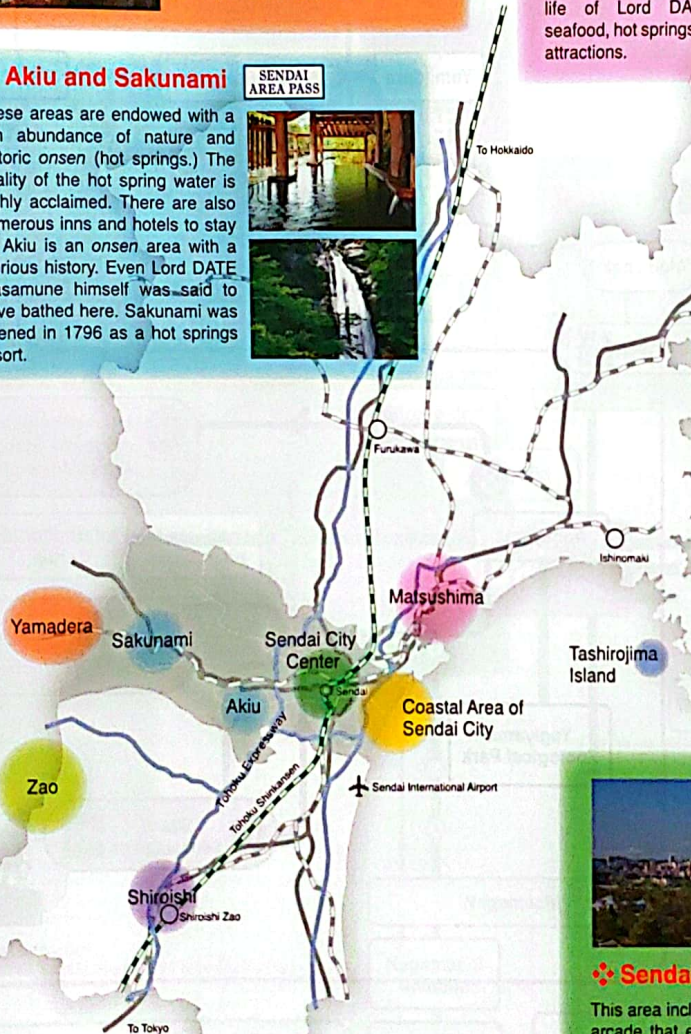 life of Lord DA
seafood, hot springs
attractions.
Akiu and Sakunami
SENDAI
AREA PASS
ese areas are endowed with a
abundance of nature and
toric onsen (hot springs.) The
ality of the hot spring water is
hly acclaimed. There are also
merous inns and hotels to stay
Akiu is an onsen area with a
rious history. Even Lord DATE
asamune himself was said to
ve bathed here. Sakunami was
ened in 1796 as a hot springs
sort.
To Hokkaido
Furukawa
Ishinomaki
Matsushima
Yamadera
Sakunami
Sendai City
Center
Sendai
Tashirojima
Island
Akiu
Coastal Area of
Sendai City
Tohoku Expressway
Zao
Tohoku Shinkansen
Sendai International Airport
Shiroishi
Shiroishi Zao
To Tokyo
Senda
This area incl
arcade that